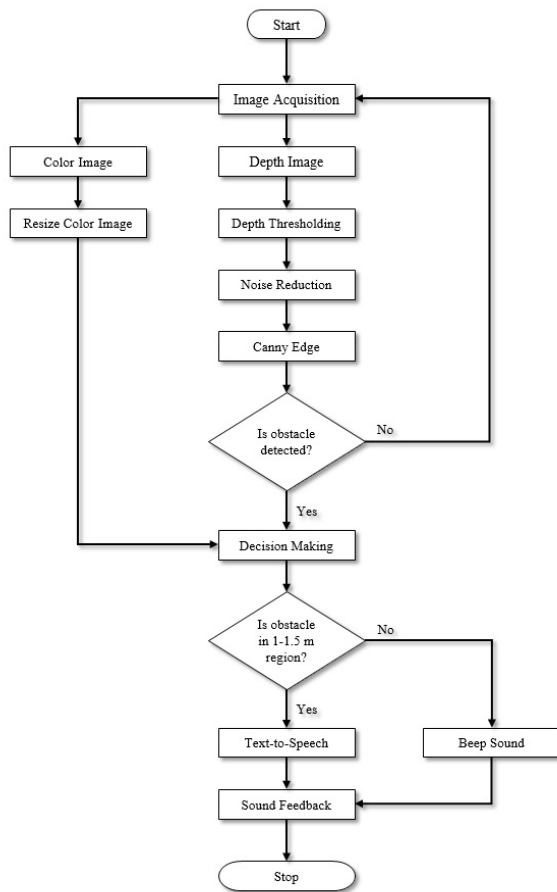 Start
Image Acquisition
Color Image
Depth Image
Resize Color Image
Depth Thresholding
Noise Reduction
Canny Edge
Is obstacle
detected?
No
Yes
Decision Making
Is obstacle
in 1-1.5 m
region?
No
Yes
Text-to-Speech
Beep Sound
Sound Feedback
Stop